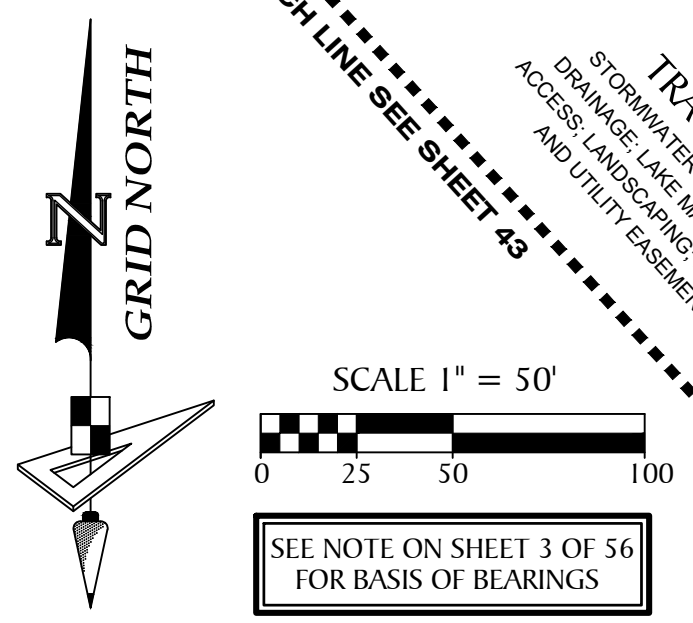 N
GRID NORTH
LINE SEE SHEET 43
STORMWATER
DRAINAGE; LAKE
ACCESS; LANDSCAPING;
AND UTILITY
SCALE 1" = 50'
0 25 50 100
SEE NOTE ON SHEET 3 OF 56
FOR BASIS OF BEARINGS